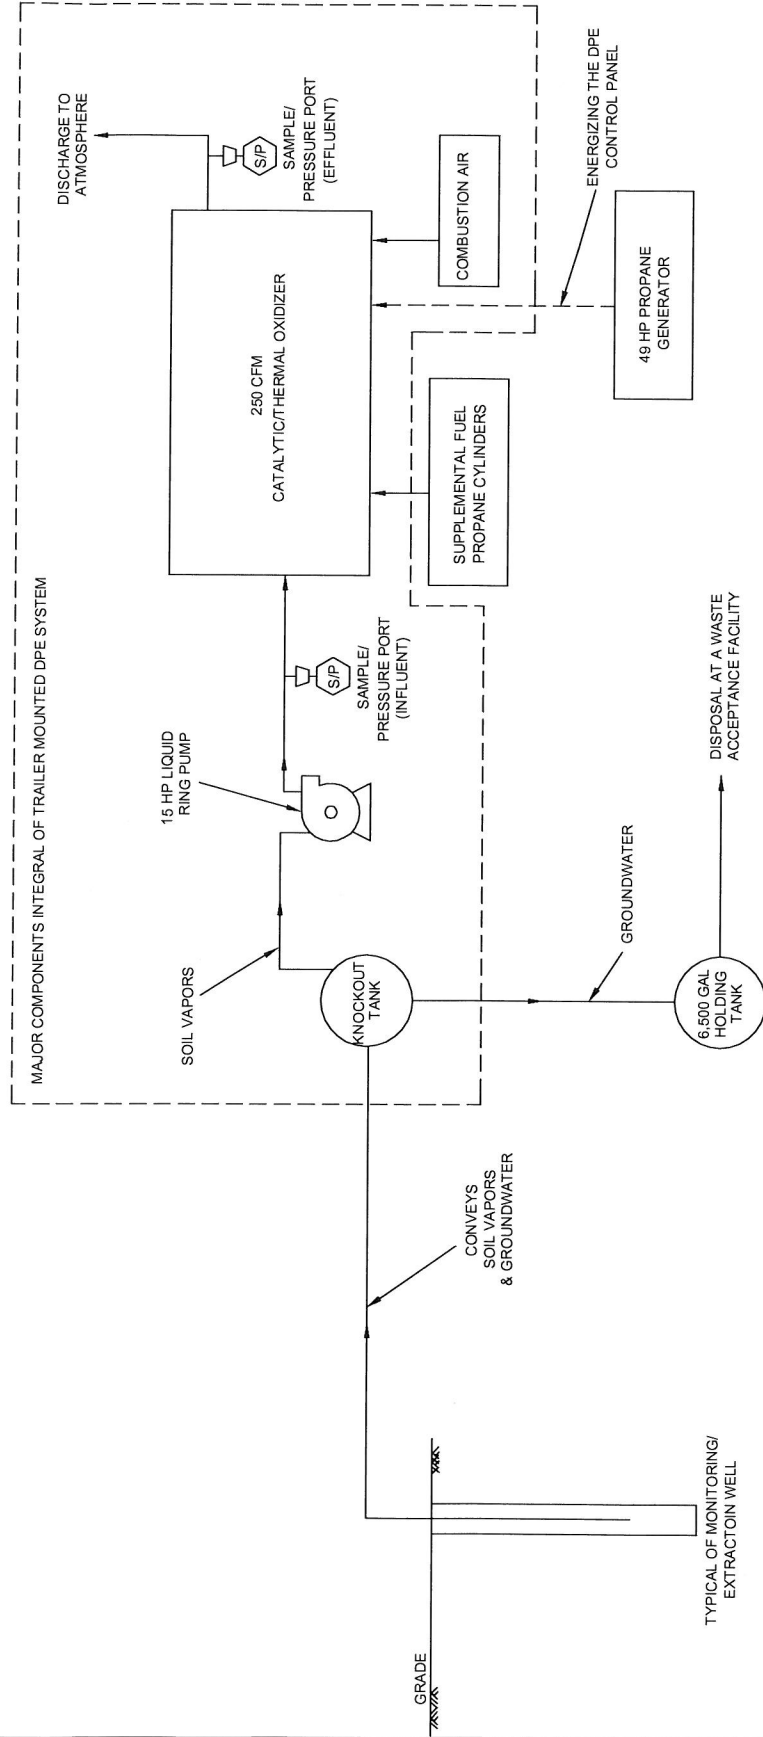 MAJOR COMPONENTS INTEGRAL OF TRAILER MOUNTED DPE SYSTEM
DISCHARGE TO
ATMOSPHERE
S/P
SAMPLE/
PRESSURE PORT
(EFFLUENT)
250 CFM
CATALYTIC/THERMAL OXIDIZER
COMBUSTION AIR
ENERGIZING THE DPE
CONTROL PANEL
49 HP PROPANE
GENERATOR
SUPPLEMENTAL FUEL
PROPANE CYLINDERS
15 HP LIQUID
RING PUMP
S/P
SAMPLE/
PRESSURE PORT
(INFLUENT)
SOIL VAPORS
KNOCKOUT
TANK
GROUNDWATER
6,500 GAL
HOLDING
TANK
DISPOSAL AT A WASTE
ACCEPTANCE FACILITY
CONVEYS
SOIL VAPORS
& GROUNDWATER
GRADE
TYPICAL OF MONITORING/
EXTRACTOIN WELL